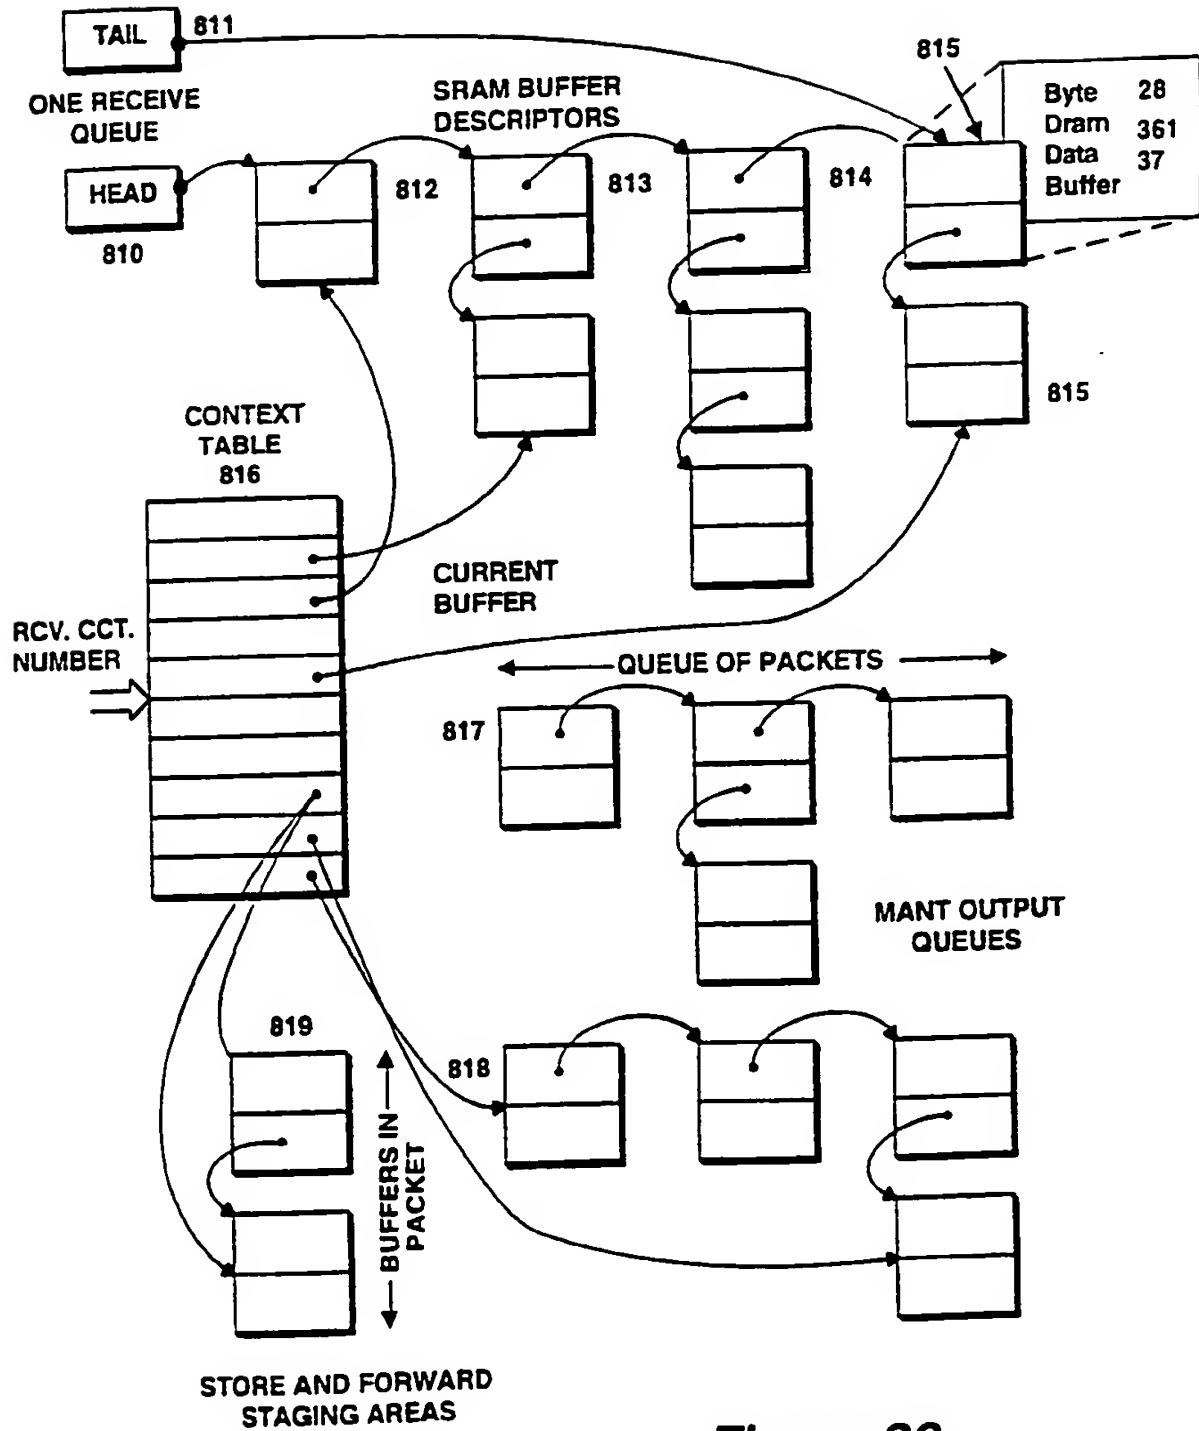 TAIL
811
ONE RECEIVE
QUEUE
HEAD
810
SRAM BUFFER
DESCRIPTORS
812
813
814
815
Byte 28
Dram 361
Data 37
Buffer
815
CONTEXT
TABLE
816
CURRENT
BUFFER
RCV. CCT.
NUMBER
QUEUE OF PACKETS
817
MANT OUTPUT
QUEUES
818
819
BUFFERS IN
PACKET
STORE AND FORWARD
STAGING AREAS